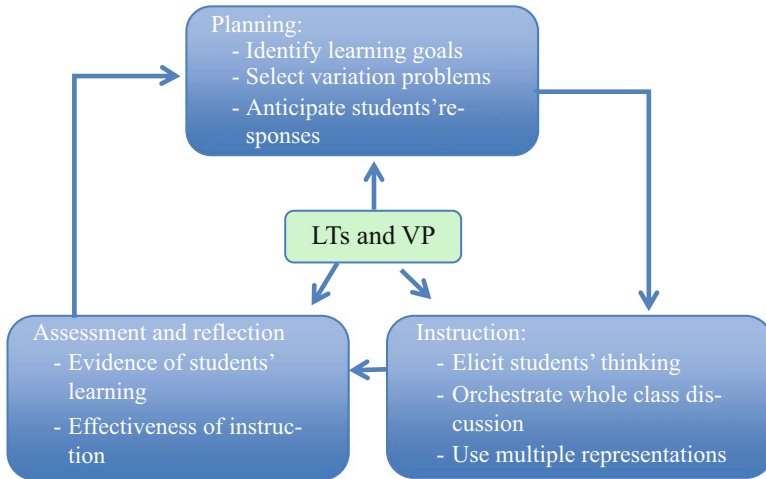 Planning:
- Identify learning goals
- Select variation problems
- Anticipate students’re-
sponses
LTs and VP
Assessment and reflection
- Evidence of students’
learning
- Effectiveness of instruc-
tion
Instruction:
- Elicit students’ thinking
- Orchestrate whole class dis-
cussion
- Use multiple representations